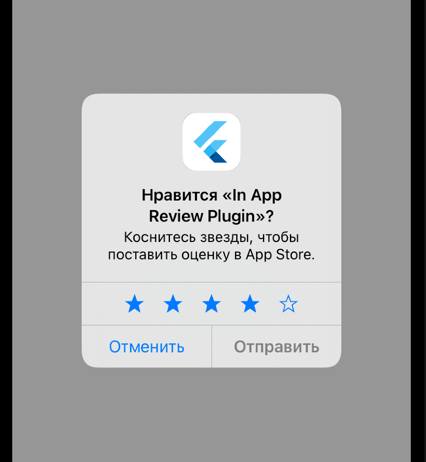 Нравится «In App
Review Plugin»?
Коснитесь звезды, чтобы
поставить оценку в App Store.
Отменить
Отправить